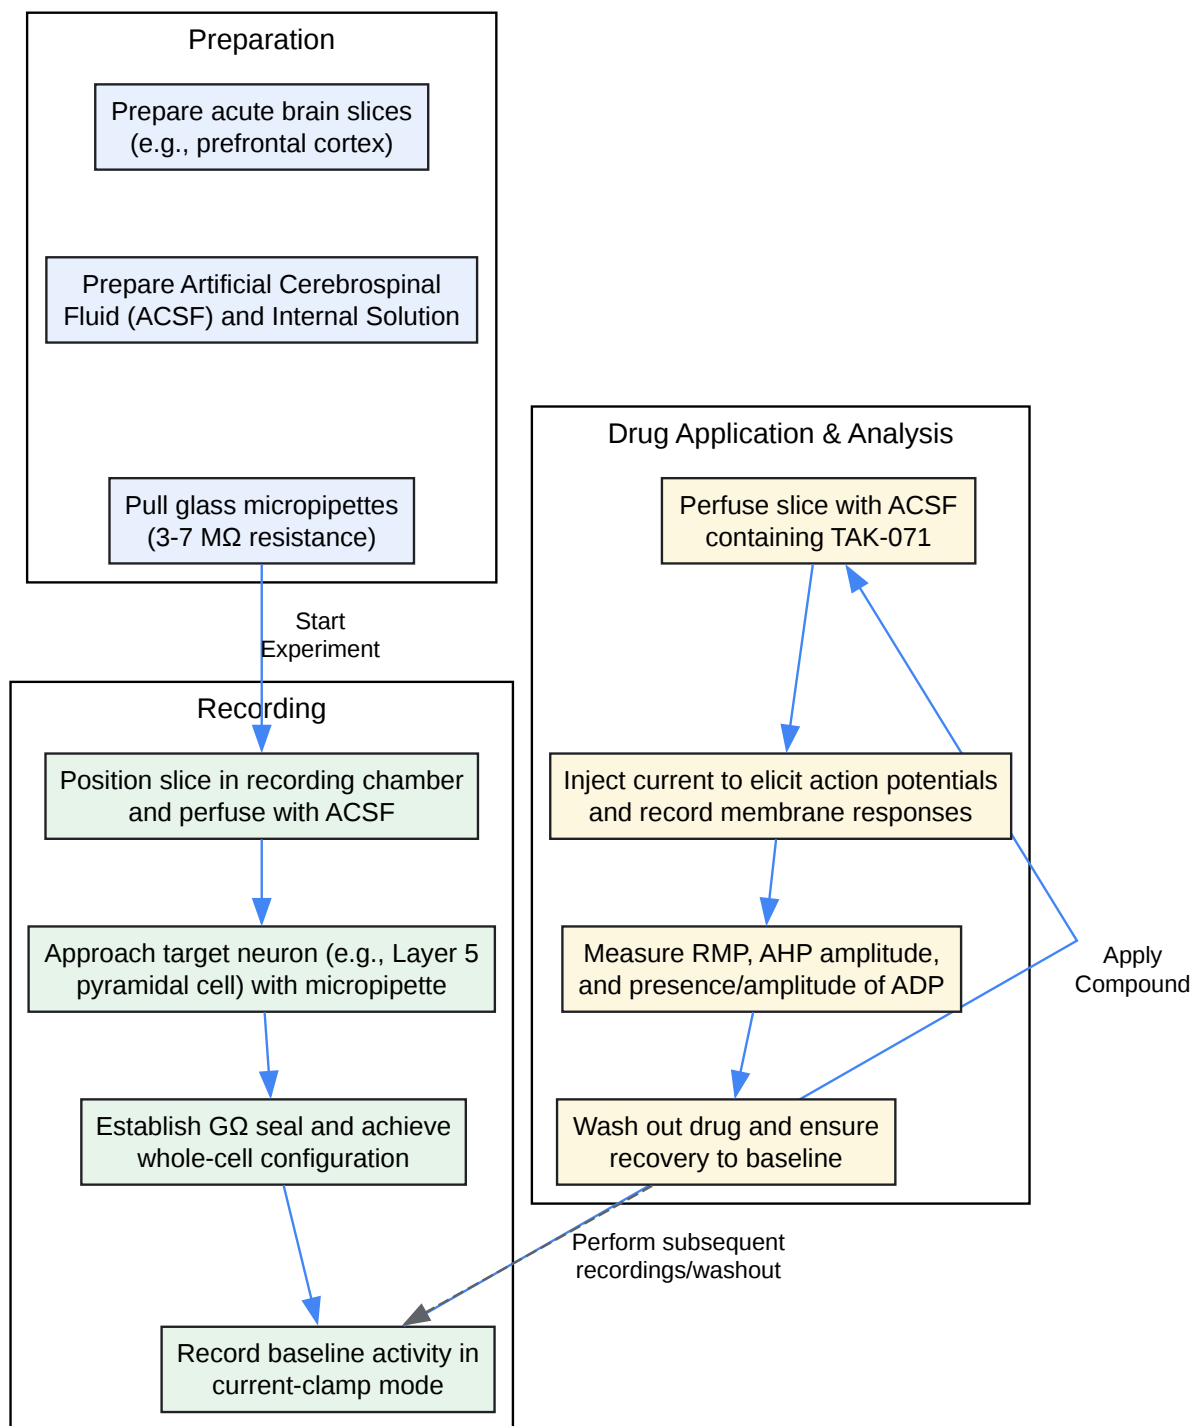 Preparation
Prepare acute brain slices
(e.g., prefrontal cortex)
Prepare Artificial Cerebrospinal
Fluid (ACSF) and Internal Solution
Pull glass micropipettes
(3-7 MΩ resistance)
Start
Experiment
Recording
Position slice in recording chamber
and perfuse with ACSF
Approach target neuron (e.g., Layer 5
pyramidal cell) with micropipette
Establish GΩ seal and achieve
whole-cell configuration
Record baseline activity in
current-clamp mode
Drug Application & Analysis
Perfuse slice with ACSF
containing TAK-071
Inject current to elicit action potentials
and record membrane responses
Measure RMP, AHP amplitude,
and presence/amplitude of ADP
Wash out drug and ensure
recovery to baseline
Apply
Compound
Perform subsequent
recordings/washout